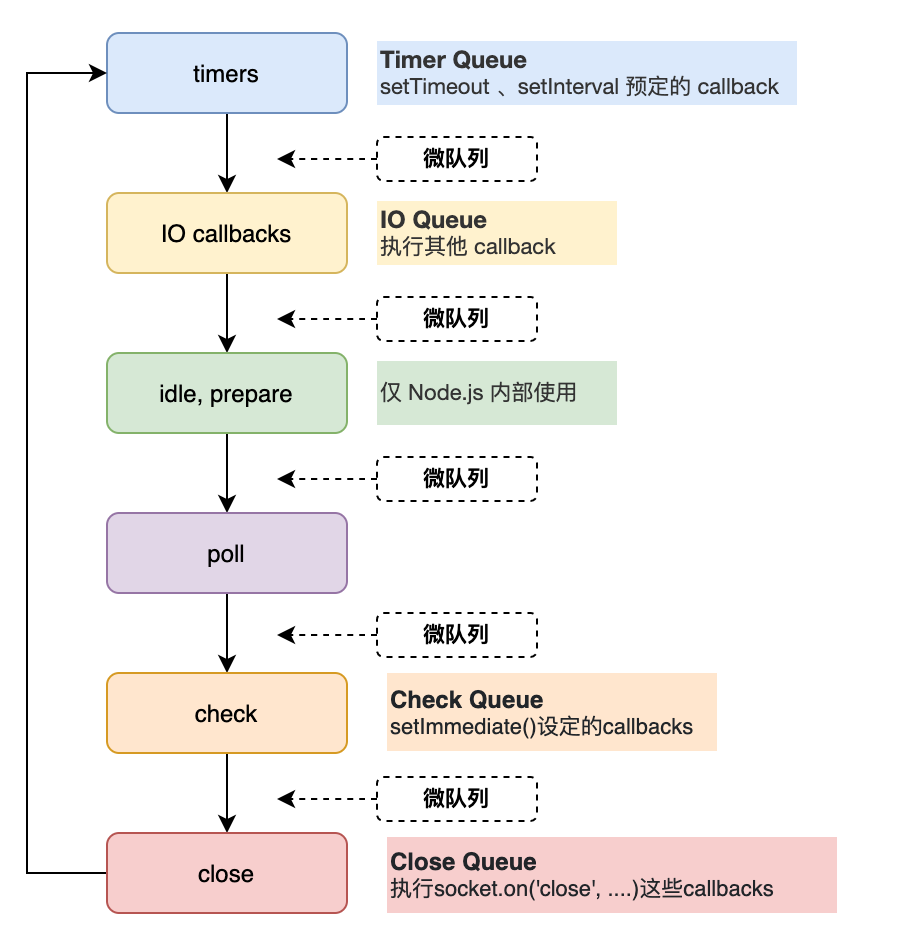 timers
Timer Queue
setTimeout 、setInterval 预定的 callback
微队列
IO callbacks
IO Queue
执行其他 callback
微队列
idle, prepare
仅 Node.js 内部使用
微队列
poll
微队列
check
Check Queue
setImmediate()设定的callbacks
微队列
close
Close Queue
执行socket.on('close', ....)这些callbacks